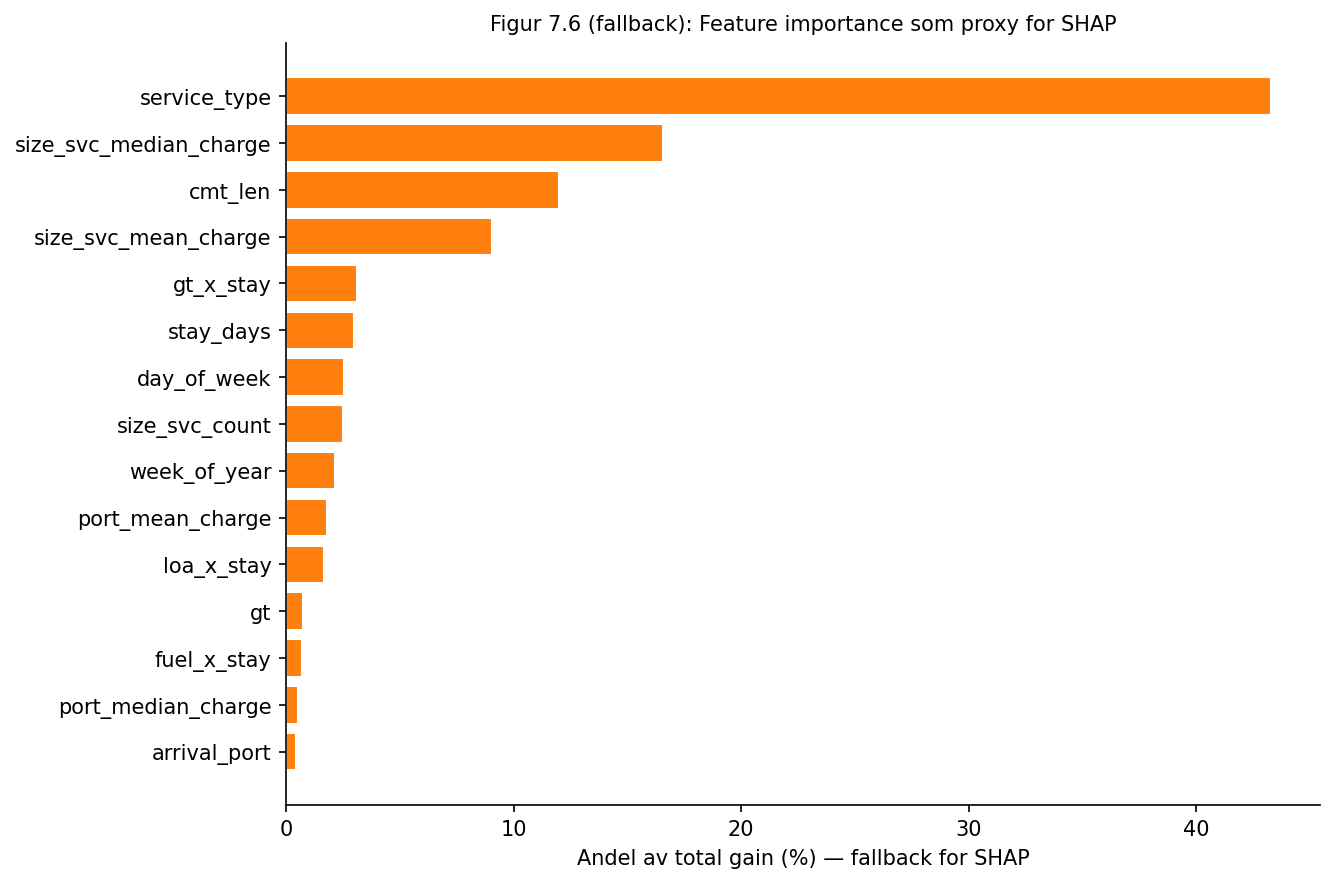 Figur 7.6 (fallback): Feature importance som proxy for SHAP
service_type
size_svc_median_charge
cmt_len
size_svc_mean_charge
gt_x_stay
stay_days
day_of_week
size_svc_count
week_of_year
port_mean_charge
loa_x_stay
gt
fuel_x_stay
port_median_charge
arrival_port
0 10 20 30 40
Andel av total gain (%) — fallback for SHAP